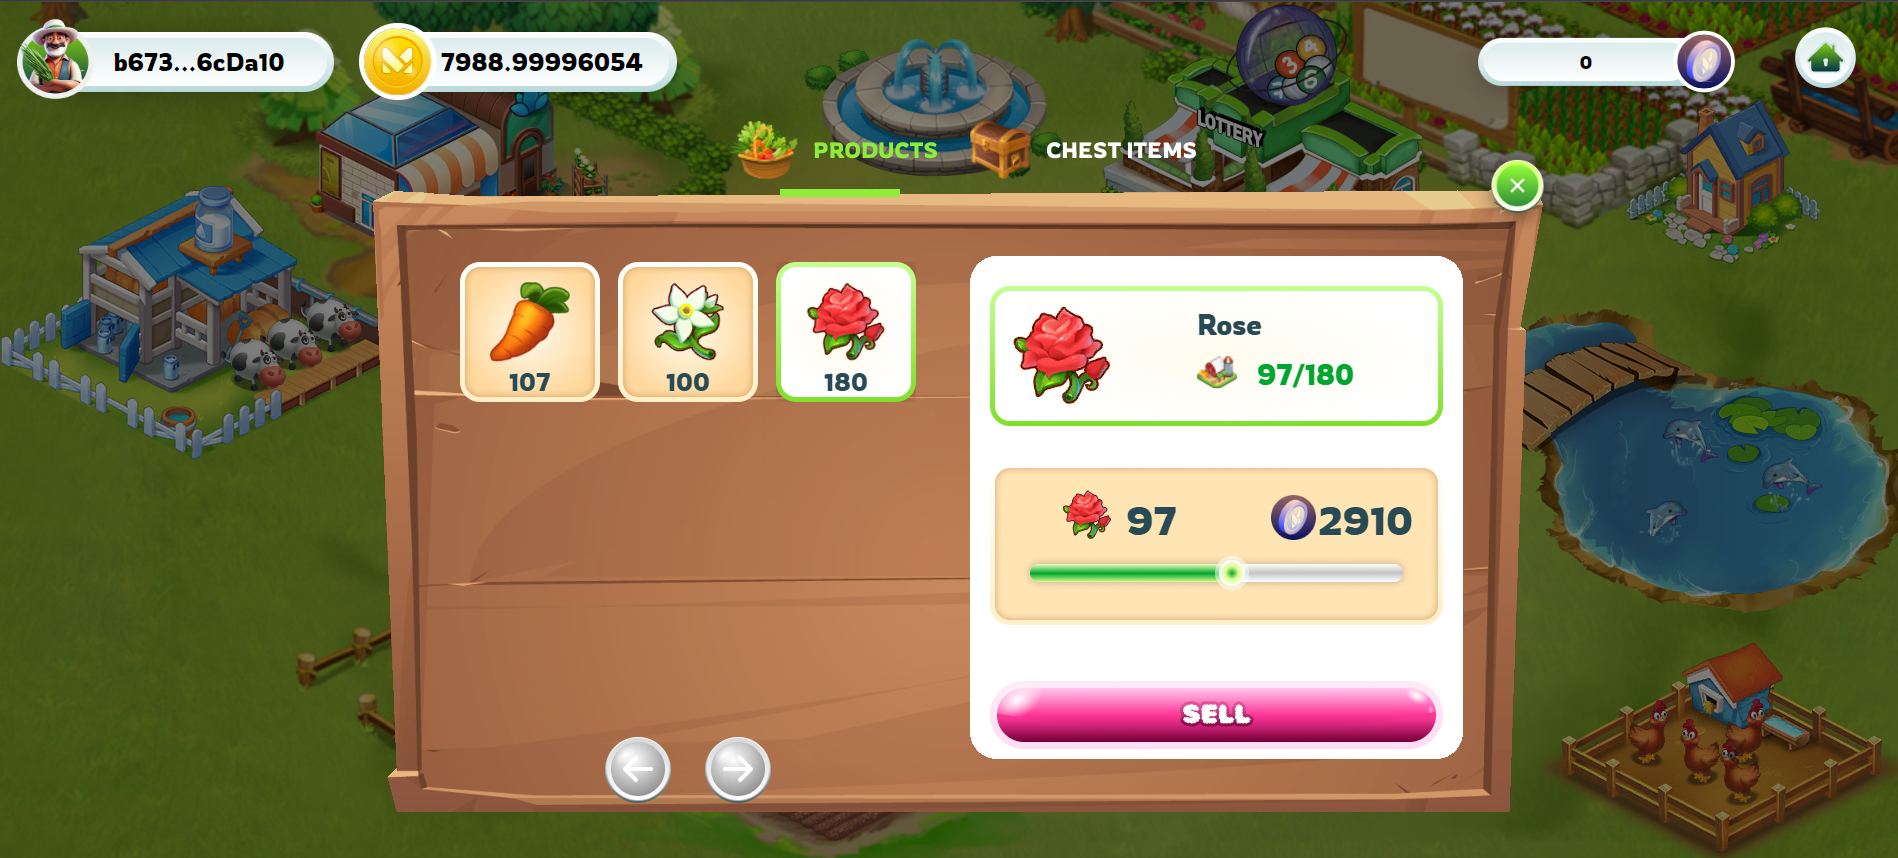 b673...6cDa10
7988.99996054
0
LOTTERY
PRODUCTS
CHEST ITEMS
107
100
180
Rose
97/180
97
2910
SELL